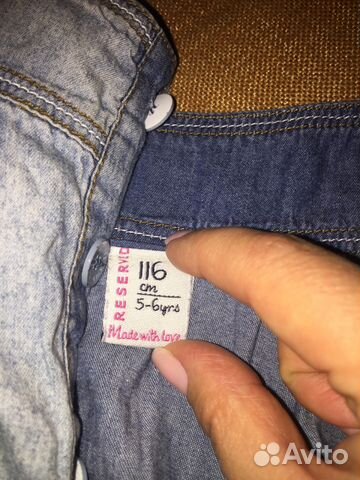 RESERVED
116
cm
5-6yrs
Made with love
Avito